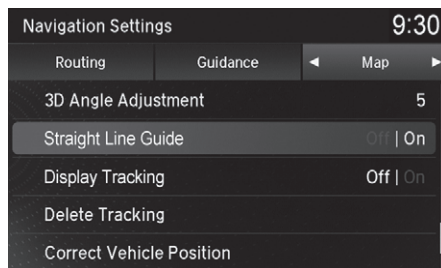 Navigation Settings 9:30
Routing Guidance ◄ Map ►
3D Angle Adjustment 5
Straight Line Guide Off | On
Display Tracking Off | On
Delete Tracking
Correct Vehicle Position